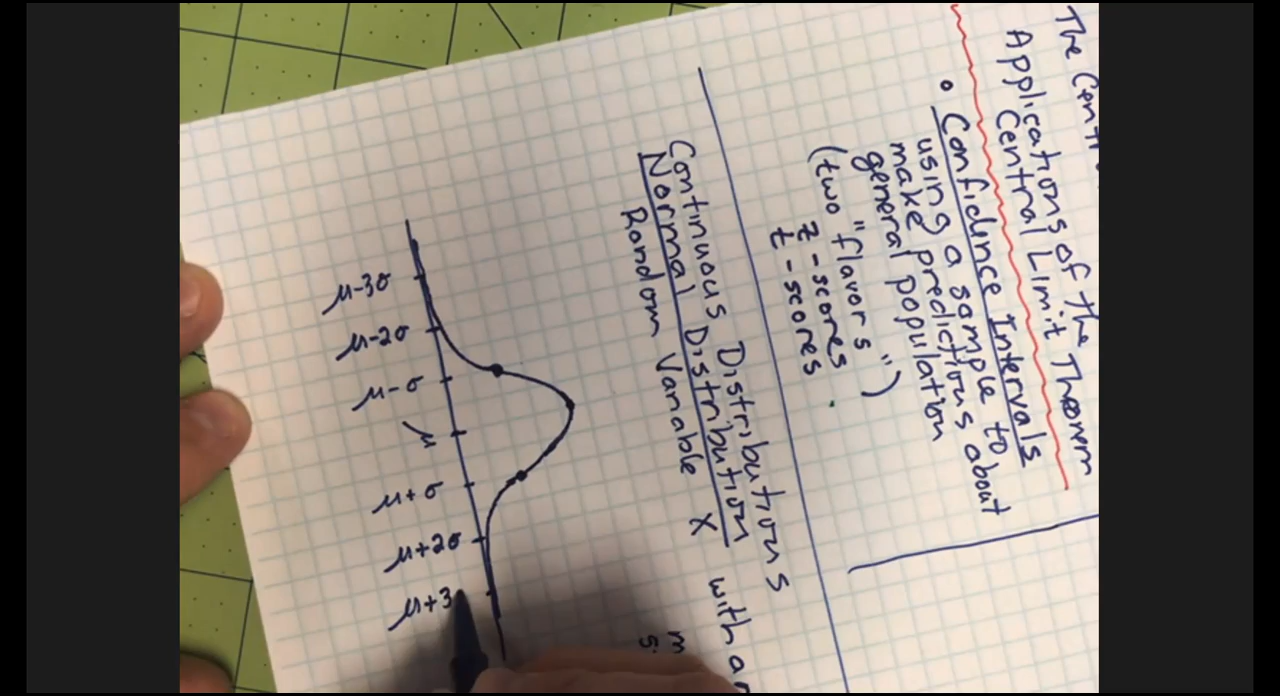 The Centr
Applications of the
Central Limit Theorem
• Confidence Intervals
using a sample to
make predictions about
general population
(two "flavors")
z - scores
t - scores
Continuous Distributions
Normal Distribution
Random Variable X with a
m
s
μ-3σ
μ-2σ
μ-σ
μ
μ+σ
μ+2σ
μ+3